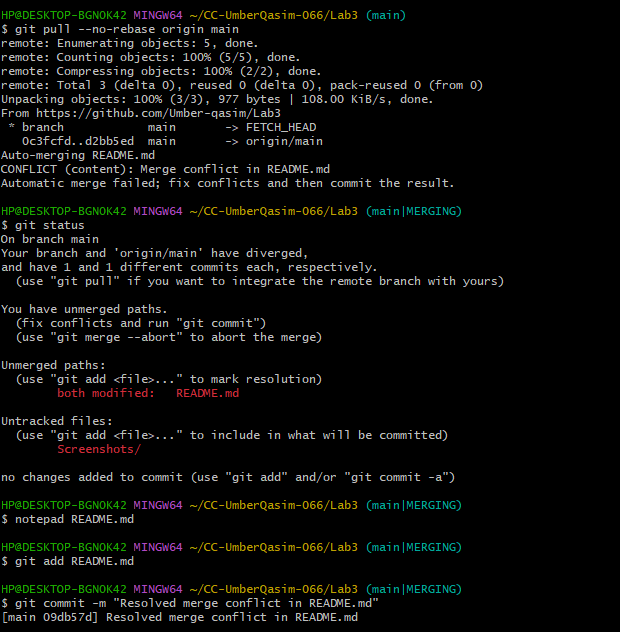 HP@DESKTOP-BGN0K42 MINGW64 ~/CC-UmberQasim-066/Lab3 (main)
$ git pull --no-rebase origin main
remote: Enumerating objects: 5, done.
remote: Counting objects: 100% (5/5), done.
remote: Compressing objects: 100% (2/2), done.
remote: Total 3 (delta 0), reused 0 (delta 0), pack-reused 0 (from 0)
Unpacking objects: 100% (3/3), 977 bytes | 108.00 KiB/s, done.
From https://github.com/Umber-qasim/Lab3
 * branch            main       -> FETCH_HEAD
   0c3fcfd..d2bb5ed  main       -> origin/main
Auto-merging README.md
CONFLICT (content): Merge conflict in README.md
Automatic merge failed; fix conflicts and then commit the result.
HP@DESKTOP-BGN0K42 MINGW64 ~/CC-UmberQasim-066/Lab3 (main|MERGING)
$ git status
On branch main
Your branch and 'origin/main' have diverged,
and have 1 and 1 different commits each, respectively.
  (use "git pull" if you want to integrate the remote branch with yours)
You have unmerged paths.
  (fix conflicts and run "git commit")
  (use "git merge --abort" to abort the merge)
Unmerged paths:
  (use "git add <file>..." to mark resolution)
        both modified:   README.md
Untracked files:
  (use "git add <file>..." to include in what will be committed)
        Screenshots/
no changes added to commit (use "git add" and/or "git commit -a")
HP@DESKTOP-BGN0K42 MINGW64 ~/CC-UmberQasim-066/Lab3 (main|MERGING)
$ notepad README.md
HP@DESKTOP-BGN0K42 MINGW64 ~/CC-UmberQasim-066/Lab3 (main|MERGING)
$ git add README.md
HP@DESKTOP-BGN0K42 MINGW64 ~/CC-UmberQasim-066/Lab3 (main|MERGING)
$ git commit -m "Resolved merge conflict in README.md"
[main 09db57d] Resolved merge conflict in README.md